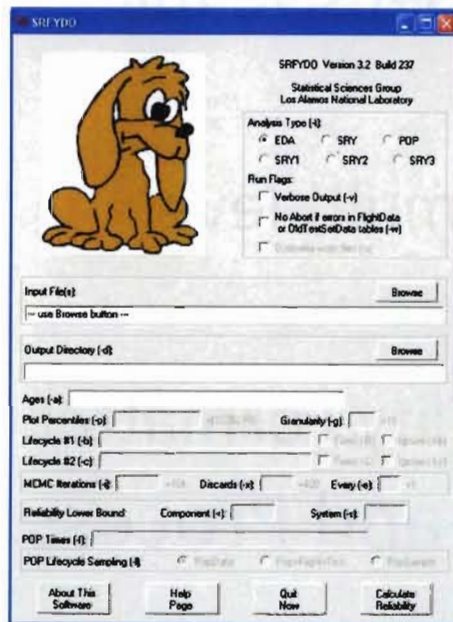 SRFYDO
SRFYDO Version 3.2 Build 237
Statistical Sciences Group
Los Alamos National Laboratory
Analysis Type (-t):
EDA SRY POP
SRY1 SRY2 SRY3
Run Flags:
Verbose Output (-v)
No Abort if errors in FlightData
or OldTestSetData tables (-w)
Input File(s): Browse
-- use Browse button --
Output Directory (-d): Browse
Ages (-a):
Plot Percentiles (-p): Granularity (-g):
Lifecycle #1 (-b):
Lifecycle #2 (-c):
MCMC Iterations (-i): Discards (-x): Every (-e):
Reliability Lower Bound: Component (-r): System (-s):
POP Times (-f):
POP Lifecycle Sampling (-l):
About This
Software
Help
Page
Quit
Now
Calculate
Reliability